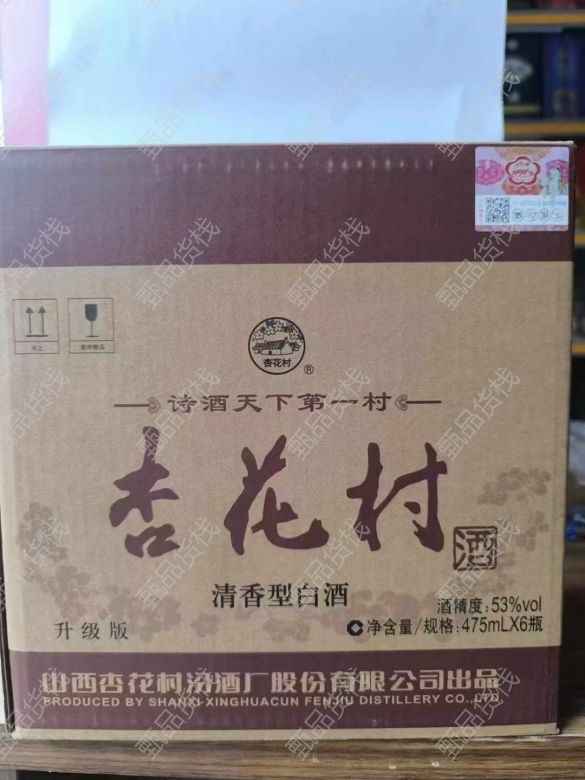 杏花村
®
诗酒天下第一村
杏花村
酒
清香型白酒
升级版
酒精度:53%vol
净含量/规格:475mLX6瓶
山西杏花村汾酒厂股份有限公司出品
PRODUCED BY SHANXI XINGHUACUN FENJIU DISTILLERY CO.,LTD.
甄品货栈